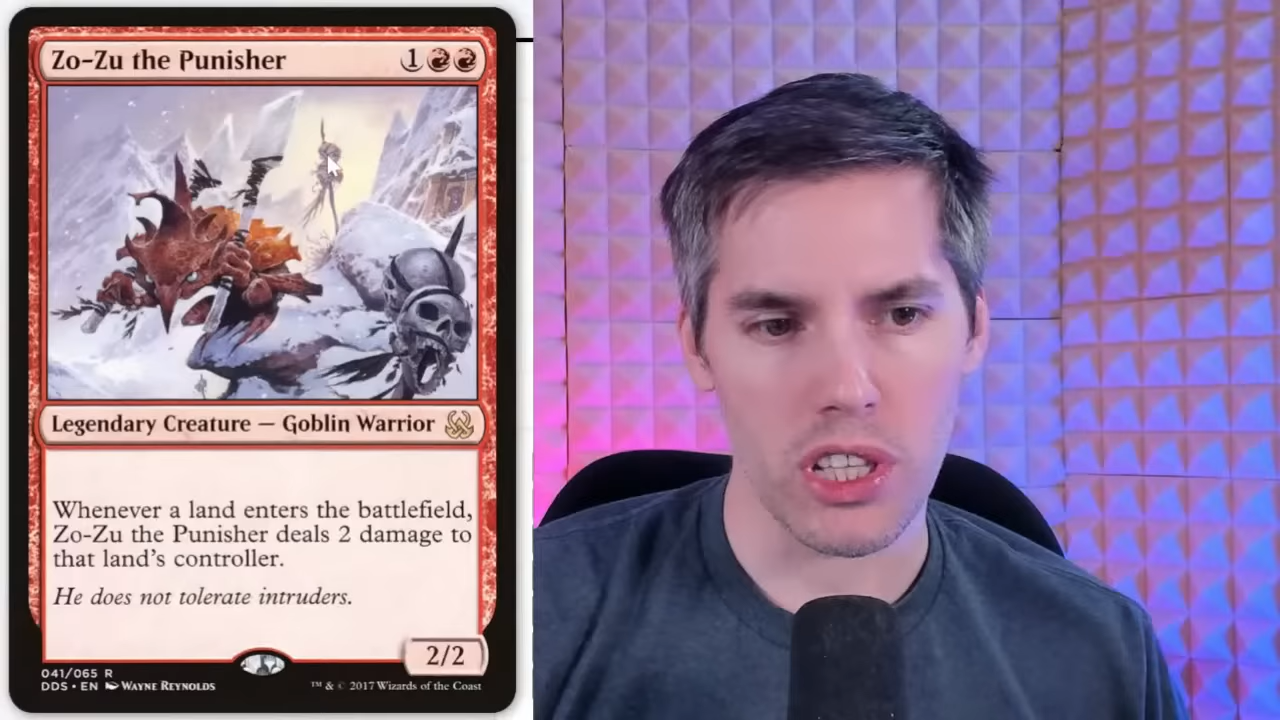 Zo-Zu the Punisher 1
Legendary Creature — Goblin Warrior
Whenever a land enters the battlefield,
Zo-Zu the Punisher deals 2 damage to
that land's controller.
He does not tolerate intruders.
2/2
041/065 R
DDS • EN Wayne Reynolds
™ & © 2017 Wizards of the Coast